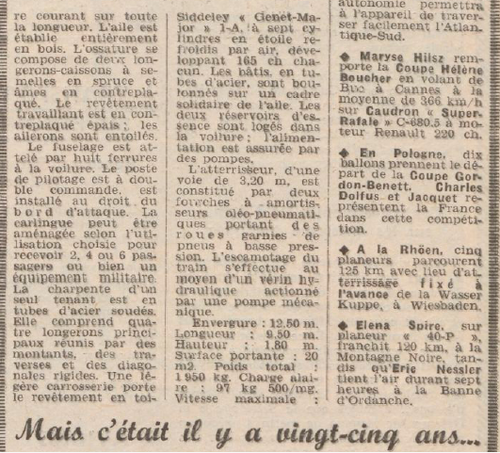 re courant sur toute
la longueur. L'aile est
établie entièrement
en bois. L'ossature se
compose de deux lon-
gerons-caissons à se-
melles en spruce et
âmes en contrepla-
qué. Le revêtement
travaillant est en con-
treplaqué épais ; les
ailerons sont entoilés.
Le fuselage est at-
telé par huit ferrures
à la voilure. Le poste
de pilotage est à dou-
ble commande, est
installé au droit du
bord d'attaque. La
carlingue peut être
aménagée selon l'uti-
lisation choisie pour
recevoir 2, 4 ou 6 pas-
sagers ou bien un
équipement militaire.
La charpente d'un
seul tenant est en
tubes d'acier soudés.
Elle comprend qua-
tre longerons princi-
paux réunis par des
montants, des tra-
verses et des diago-
nales rigides. Une lé-
gère carrosserie porte
le revêtement en toi-
Siddeley « Genet-Ma-
jor » 1-A, à sept cy-
lindres en étoile re-
froidis par air, déve-
loppant 165 ch cha-
cun. Les bâtis, en tu-
bes d'acier, sont bou-
lonnés sur un cadre
solidaire de l'aile. Les
deux réservoirs d'es-
sence sont logés dans
la voilure ; l'alimen-
tation est assurée par
des pompes.
L'atterrisseur, d'une
voie de 3,20 m, est
constitué par deux
fourches à amortis-
seurs oléo-pneumati-
ques portant des
roues garnies de
pneus à basse pres-
sion. L'escamotage du
train s'effectue au
moyen d'un vérin hy-
draulique actionné
par une pompe méca-
nique.
Envergure : 12,50 m.
Longueur : 9,50 m.
Hauteur : 1,80 m.
Surface portante : 20
m2. Poids total :
1 950 kg. Charge alai-
re : 97 kg 500/mq.
Vitesse maximale :
autonomie permettra
à l'appareil de traver-
ser facilement l'Atlan-
tique-Sud.
◆ Maryse Hilsz rem-
porte la Coupe Hélène
Boucher en volant de
Buc à Cannes à la
moyenne de 366 km/h
sur Caudron « Super-
Rafale » C-680,5 à mo-
teur Renault 220 ch.
◆ En Pologne, dix
ballons prennent le dé-
part de la Coupe Gor-
don-Benett. Charles
Dolfus et Jacquet re-
présentent la France
dans cette compéti-
tion.
◆ A la Rhöen, cinq
planeurs parcourent
125 km avec lieu d'at-
terrissage fixé à
l'avance de la Wasser
Kuppe, à Wiesbaden.
◆ Elena Spire, sur
planeur « 40-P »,
franchit 120 km, à la
Montagne Noire, tan-
dis qu'Eric Nessler
tient l'air durant sept
heures à la Banne
d'Ordanche.
Mais c'était il y a vingt-cinq ans...